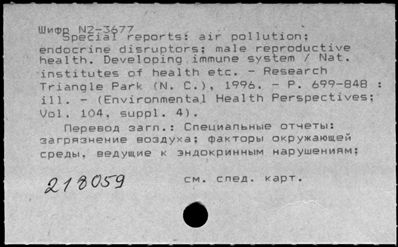 Шифр N2-3677
Special reports: air pollution;
endocrine disruptors; male reproductive
health. Developing immune system / Nat.
institutes of health etc. - Research
Triangle Park (N. C.), 1996. - P. 699-848 :
ill. - (Environmental Health Perspectives;
Vol. 104, suppl. 4).
Перевод загл.: Специальные отчеты:
загрязнение воздуха; факторы окружающей
среды, ведущие к эндокринным нарушениям;
218059 см. след. карт.